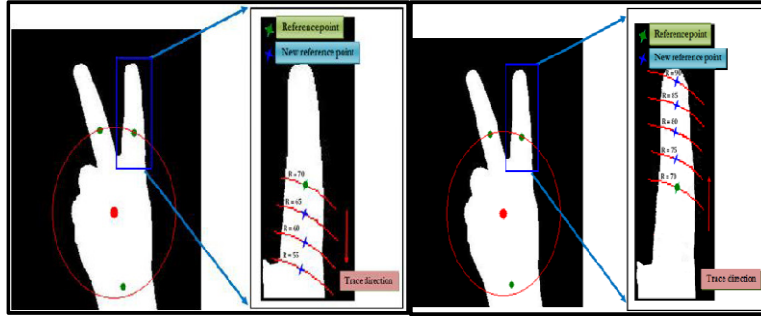 Referencepoint
New reference point
R = 70
R = 65
R = 60
R = 55
Trace direction
Referencepoint
New reference point
R = 90
R = 85
R = 80
R = 75
R = 70
Trace direction